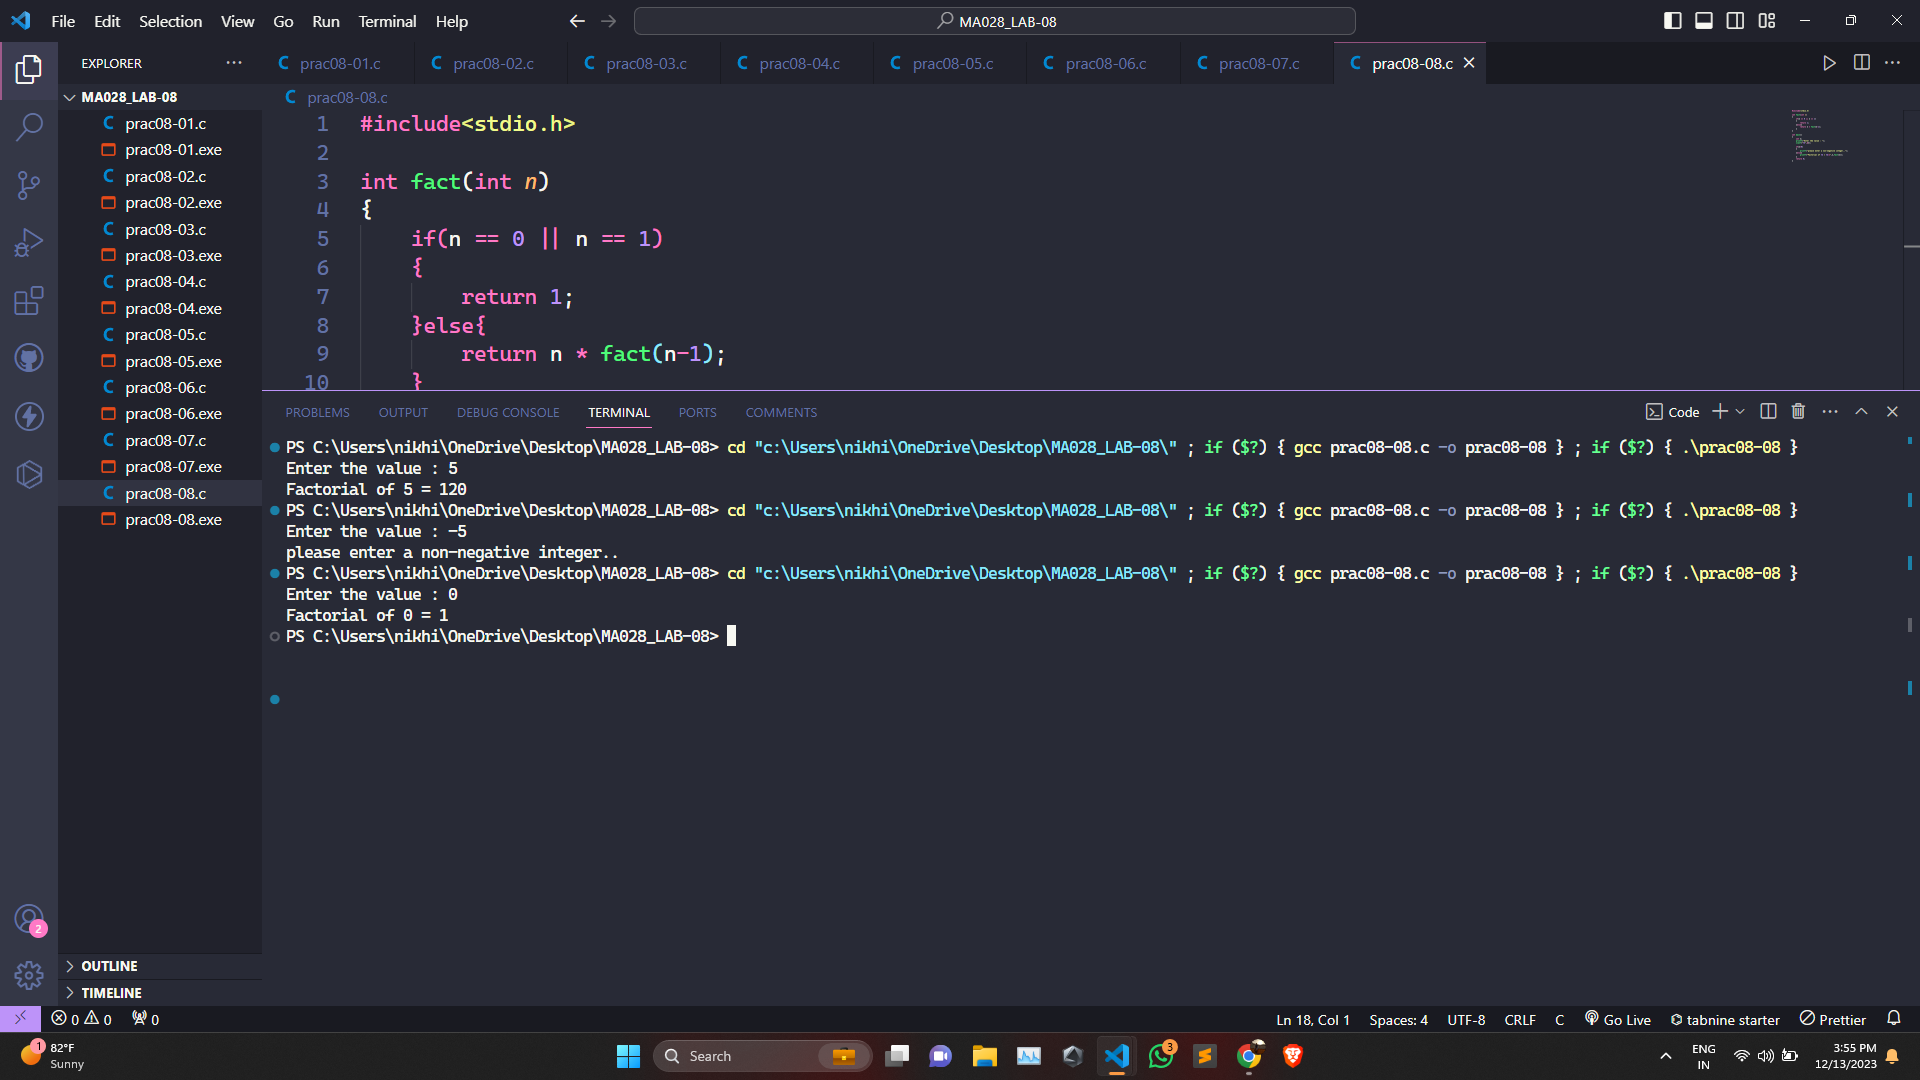 File Edit Selection View Go Run Terminal Help
MA028_LAB-08
EXPLORER
prac08-01.c prac08-02.c prac08-03.c prac08-04.c prac08-05.c prac08-06.c prac08-07.c prac08-08.c
MA028_LAB-08
prac08-01.c
prac08-01.exe
prac08-02.c
prac08-02.exe
prac08-03.c
prac08-03.exe
prac08-04.c
prac08-04.exe
prac08-05.c
prac08-05.exe
prac08-06.c
prac08-06.exe
prac08-07.c
prac08-07.exe
prac08-08.c
prac08-08.exe
OUTLINE
TIMELINE
prac08-08.c
1 #include<stdio.h>
2
3 int fact(int n)
4 {
5 if(n == 0 || n == 1)
6 {
7 return 1;
8 }else{
9 return n * fact(n-1);
10 }
PROBLEMS OUTPUT DEBUG CONSOLE TERMINAL PORTS COMMENTS
Code
PS C:\Users\nikhi\OneDrive\Desktop\MA028_LAB-08> cd "c:\Users\nikhi\OneDrive\Desktop\MA028_LAB-08\" ; if ($?) { gcc prac08-08.c -o prac08-08 } ; if ($?) { .\prac08-08 }
Enter the value : 5
Factorial of 5 = 120
PS C:\Users\nikhi\OneDrive\Desktop\MA028_LAB-08> cd "c:\Users\nikhi\OneDrive\Desktop\MA028_LAB-08\" ; if ($?) { gcc prac08-08.c -o prac08-08 } ; if ($?) { .\prac08-08 }
Enter the value : -5
please enter a non-negative integer..
PS C:\Users\nikhi\OneDrive\Desktop\MA028_LAB-08> cd "c:\Users\nikhi\OneDrive\Desktop\MA028_LAB-08\" ; if ($?) { gcc prac08-08.c -o prac08-08 } ; if ($?) { .\prac08-08 }
Enter the value : 0
Factorial of 0 = 1
PS C:\Users\nikhi\OneDrive\Desktop\MA028_LAB-08>
2
0 0 0
Ln 18, Col 1 Spaces: 4 UTF-8 CRLF C Go Live tabnine starter Prettier
1
82°F
Sunny
Search
3
ENG
IN
3:55 PM
12/13/2023